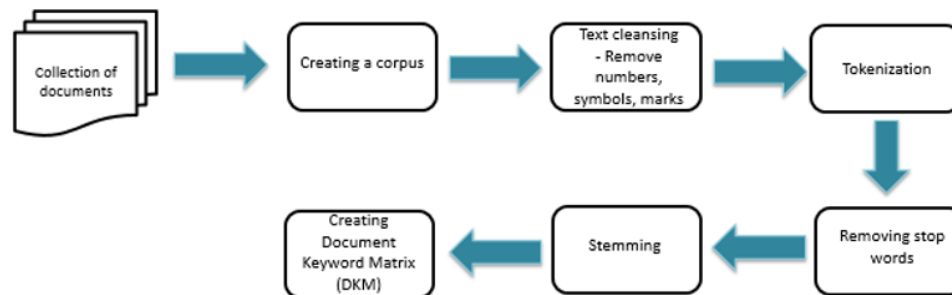 Collection of
documents
Creating a corpus
Text cleansing
- Remove
numbers,
symbols, marks
Tokenization
Removing stop
words
Stemming
Creating
Document
Keyword Matrix
(DKM)